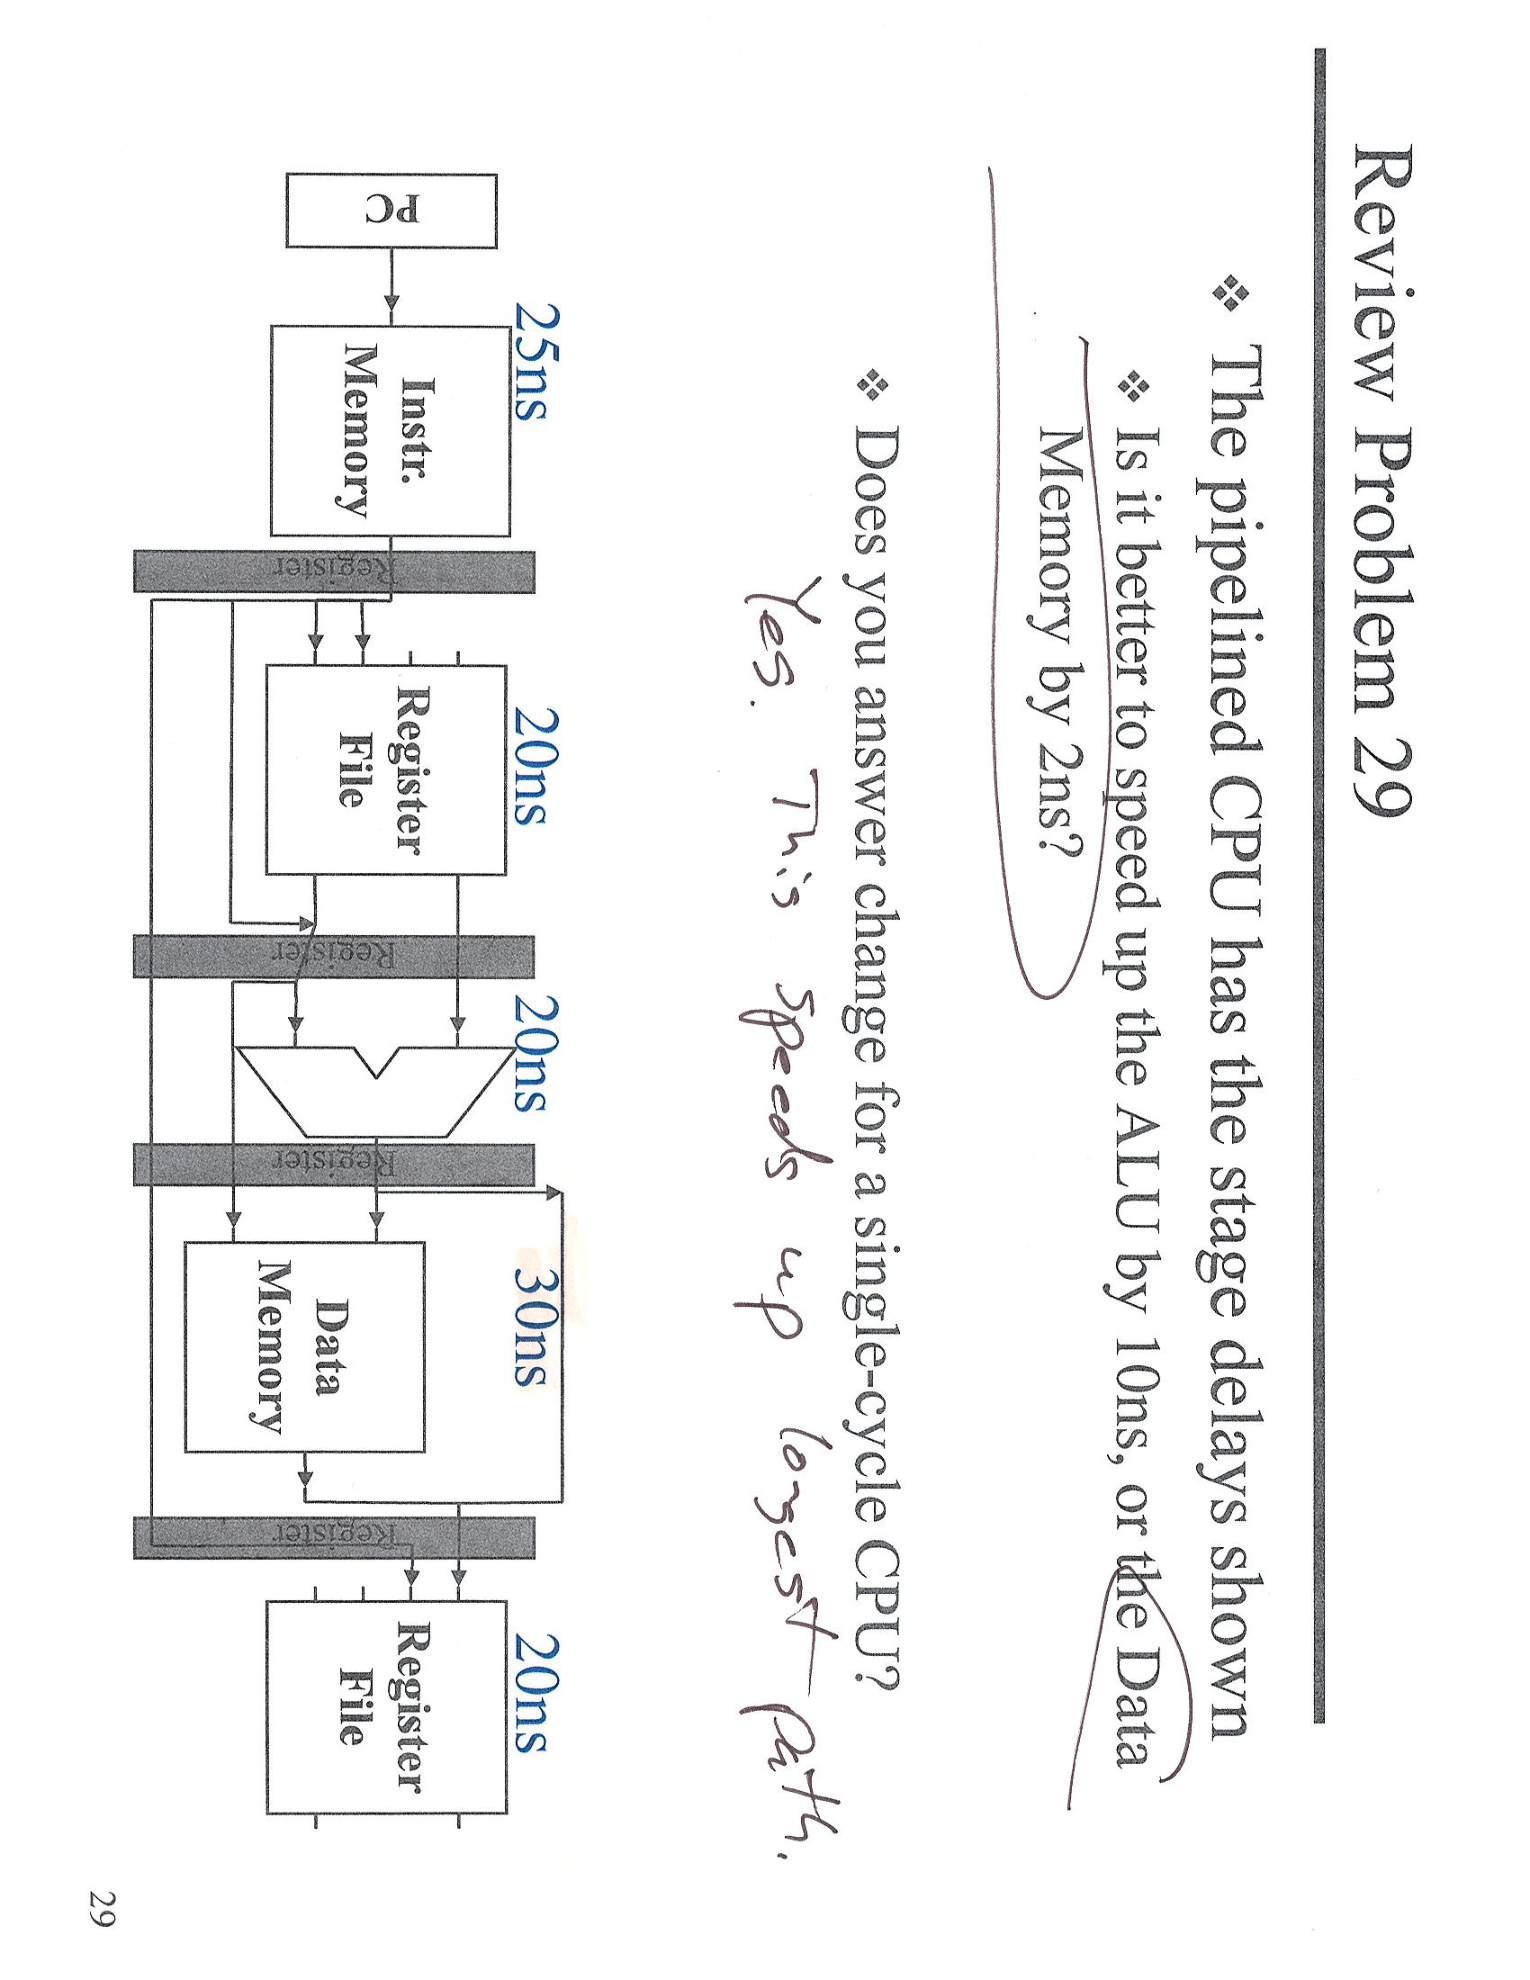 Review Problem 29
❖ The pipelined CPU has the stage delays shown
❖ Is it better to speed up the ALU by 10ns, or the Data
Memory by 2ns?
❖ Does you answer change for a single-cycle CPU?
Yes. This speeds up longest path.
25ns
20ns
20ns
30ns
20ns
PC
Instr.
Memory
Register
Register
File
Register
Register
Data
Memory
Register
Register
File
29